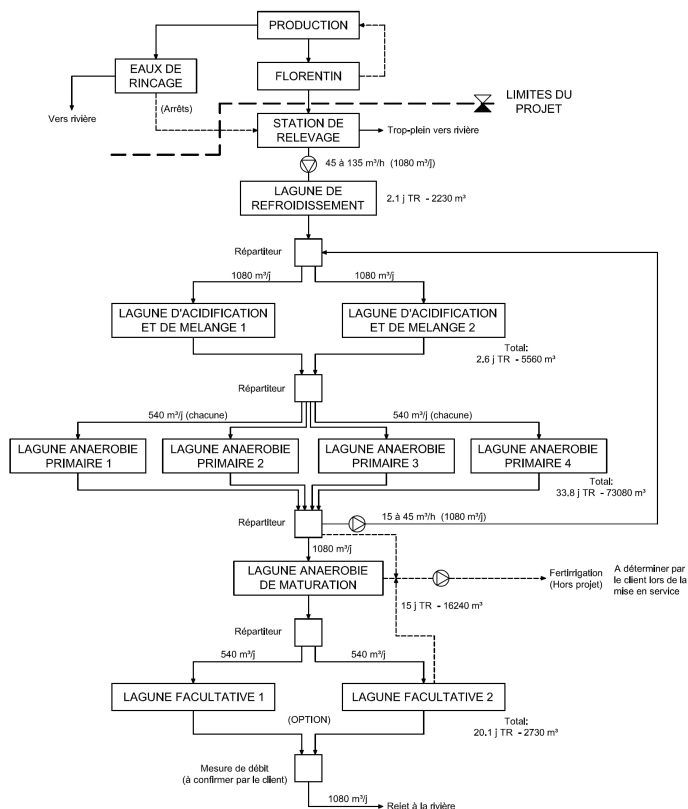 PRODUCTION
EAUX DE
RINCAGE
FLORENTIN
LIMITES DU
PROJET
(Arrêts)
Vers rivière
STATION DE
RELEVAGE
Trop-plein vers rivière
45 à 135 m³/h (1080 m³/j)
LAGUNE DE
REFROIDISSEMENT
2.1 j TR - 2230 m³
Répartiteur
1080 m³/j
1080 m³/j
LAGUNE D'ACIDIFICATION
ET DE MELANGE 1
LAGUNE D'ACIDIFICATION
ET DE MELANGE 2
Total:
2.6 j TR - 5560 m³
Répartiteur
540 m³/j (chacune)
540 m³/j (chacune)
LAGUNE ANAEROBIE
PRIMAIRE 1
LAGUNE ANAEROBIE
PRIMAIRE 2
LAGUNE ANAEROBIE
PRIMAIRE 3
LAGUNE ANAEROBIE
PRIMAIRE 4
Total:
33,8 j TR - 73080 m³
Répartiteur
15 à 45 m³/h (1080 m³/j)
1080 m³/j
LAGUNE ANAEROBIE
DE MATURATION
Fertirrigation
(Hors projet)
A déterminer par
le client lors de la
mise en service
15 j TR - 16240 m³
Répartiteur
540 m³/j
540 m³/j
LAGUNE FACULTATIVE 1
LAGUNE FACULTATIVE 2
(OPTION)
Total:
20.1 j TR - 2730 m³
Mesure de débit
(à confirmer par le client)
1080 m³/j
Rejet à la rivière